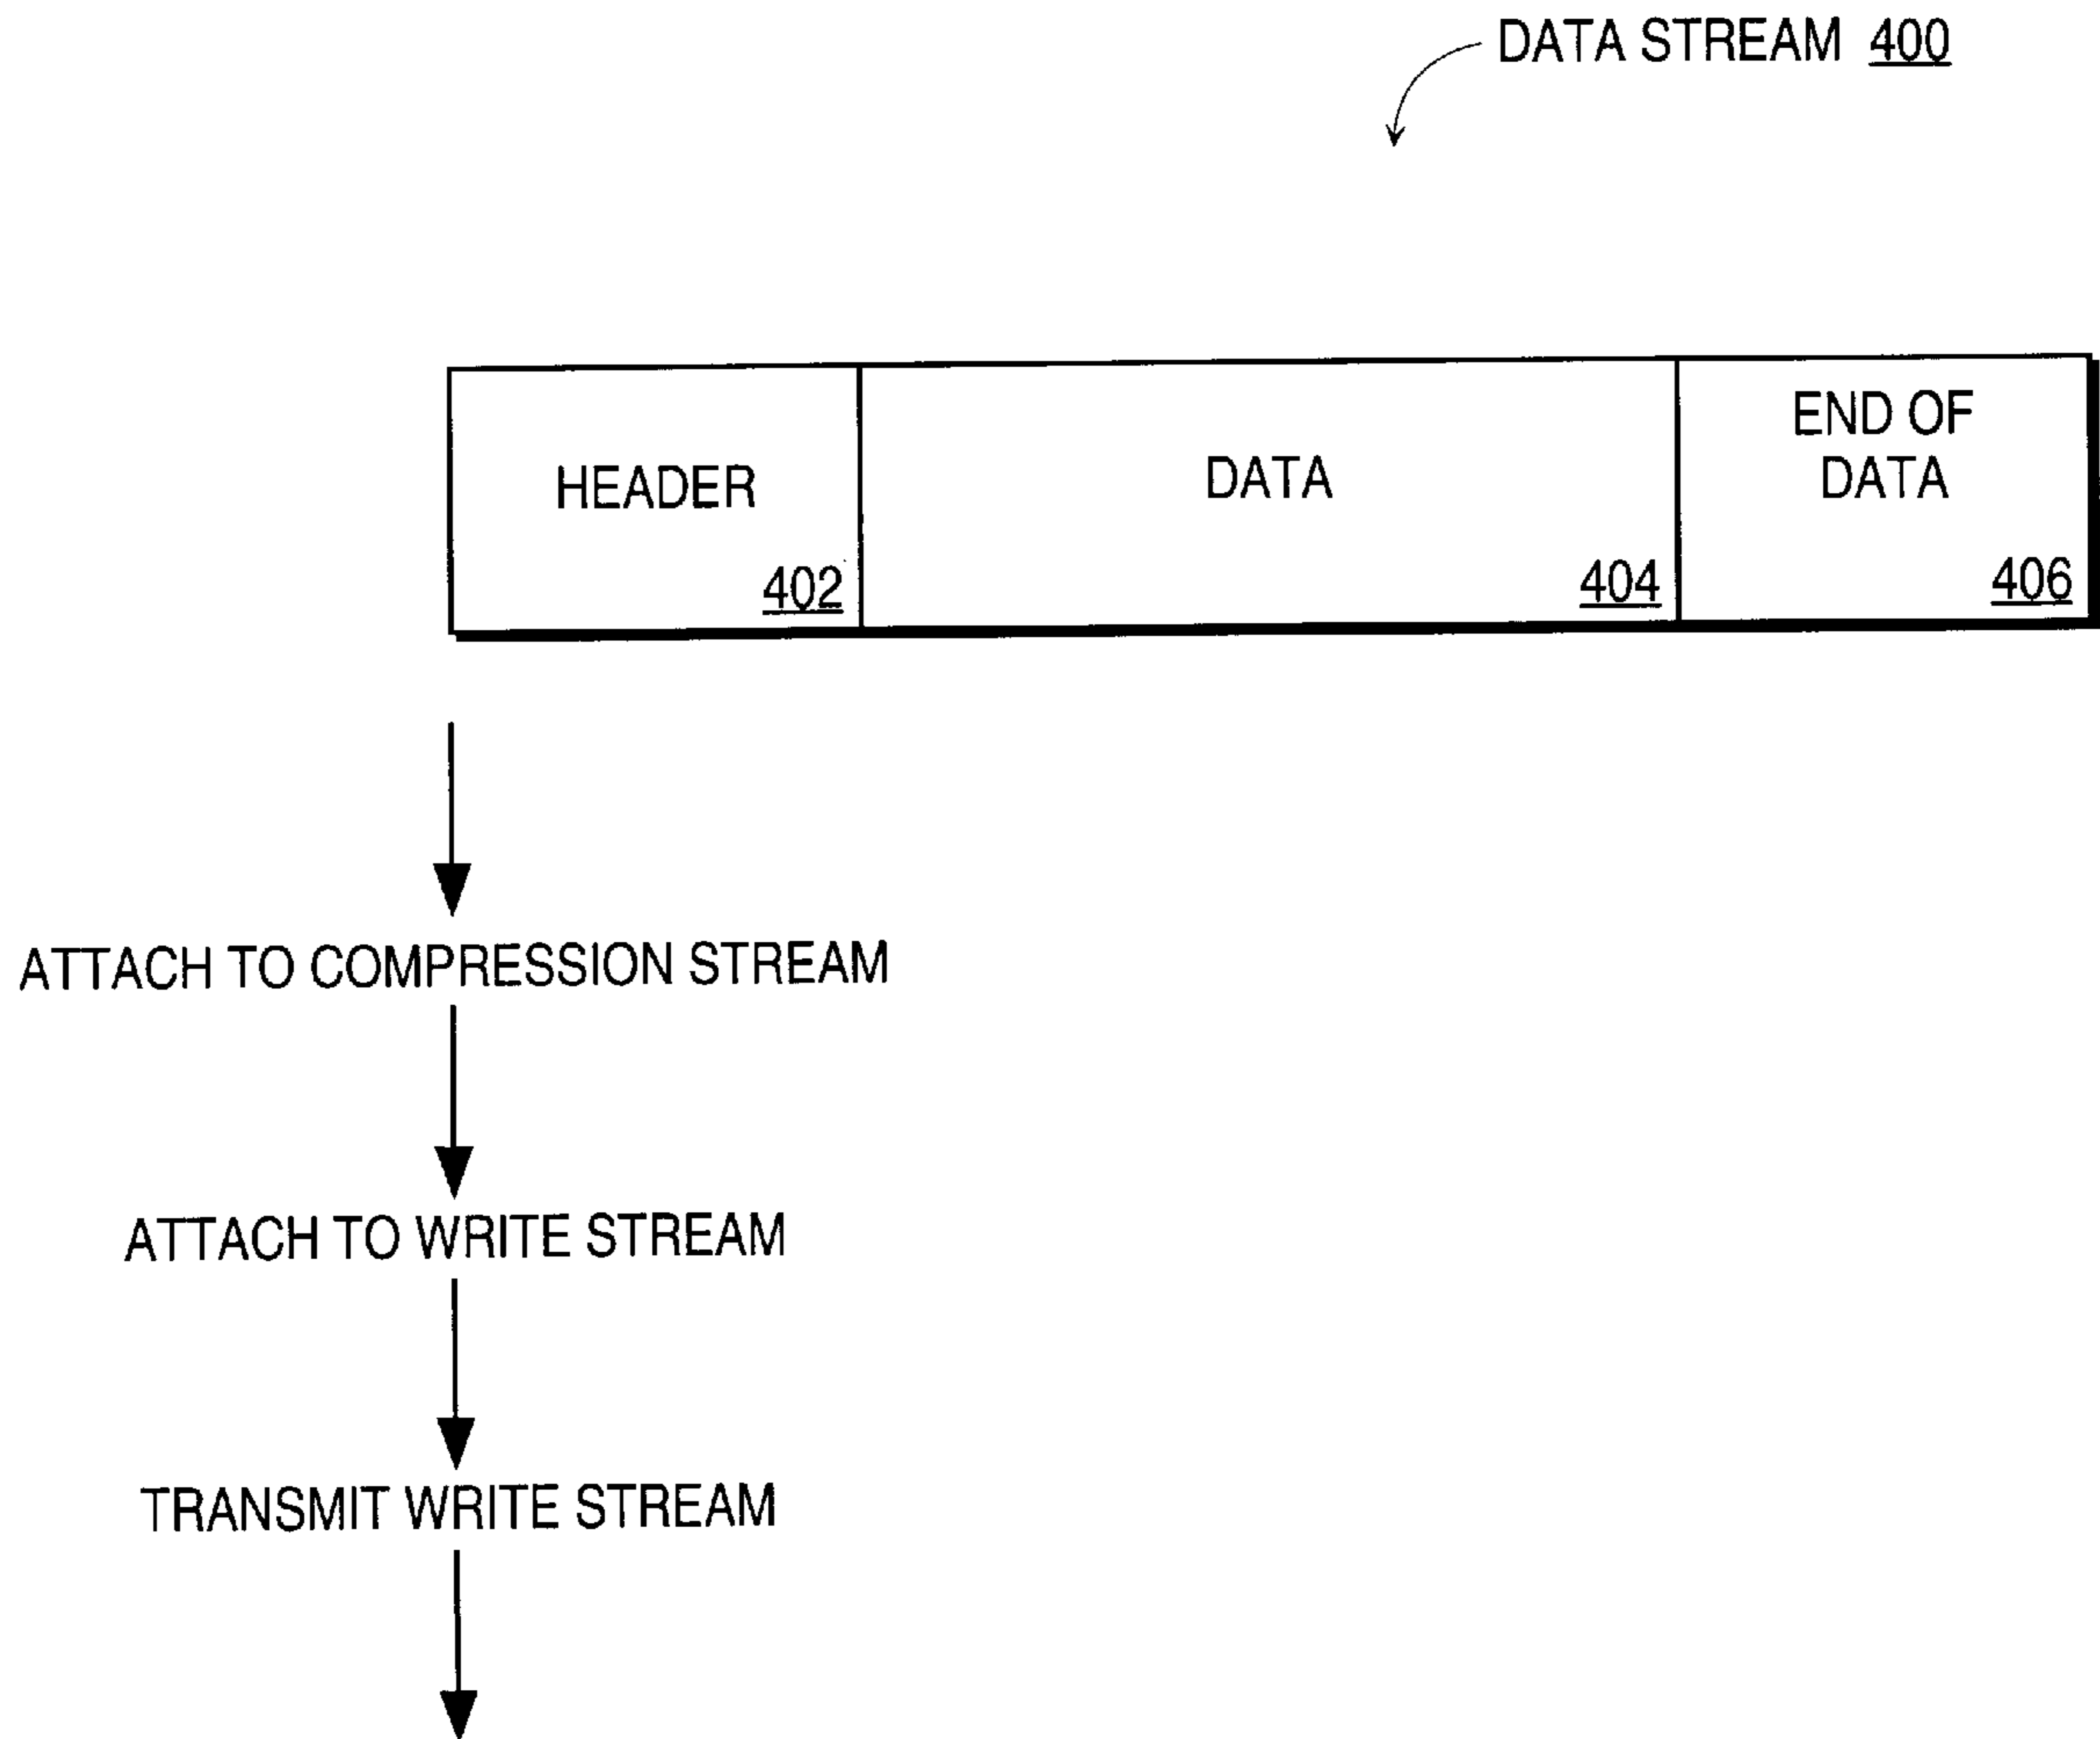 DATA STREAM 400
HEADER
402
DATA
404
END OF
DATA
406
ATTACH TO COMPRESSION STREAM
ATTACH TO WRITE STREAM
TRANSMIT WRITE STREAM